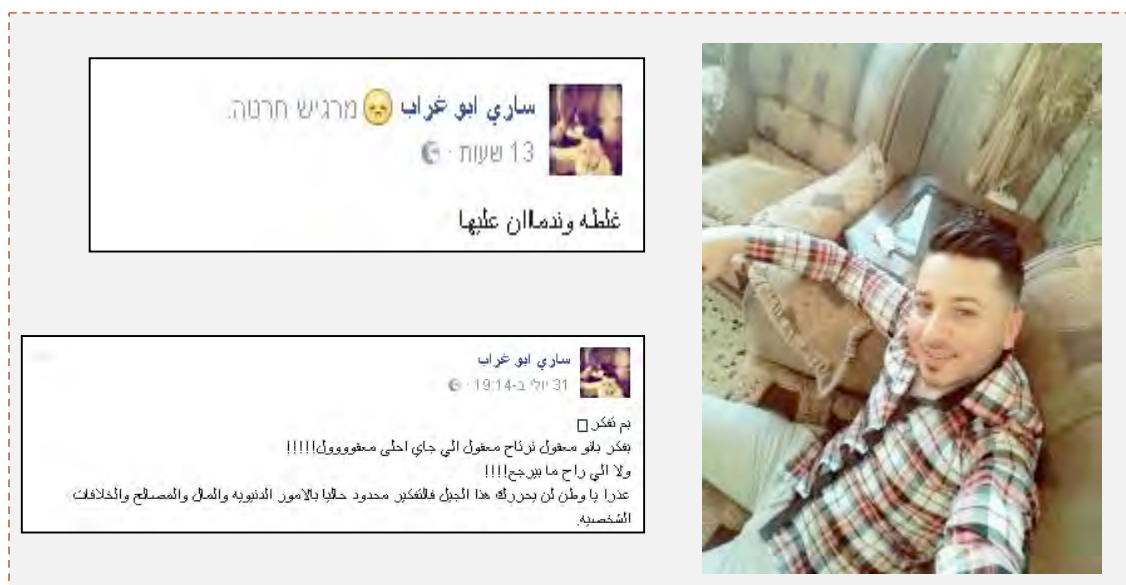 ساري ابو غراب מרגיש חרטה.
13 שעות
غلطه وندماان عليها
ساري ابو غراب
31 יולי ב-19:14
بم تفكر
بفكر بانو معقول نرتاح معقول الي جاي احلى معقوووول!!!!!
ولا الي راح ما بيرجع!!!!
عذرا يا وطن لن يحررك هذا الجيل فالتفكير محدود حاليا بالامور الدنيويه والمال والمصالح والخلافات
الشخصيه.